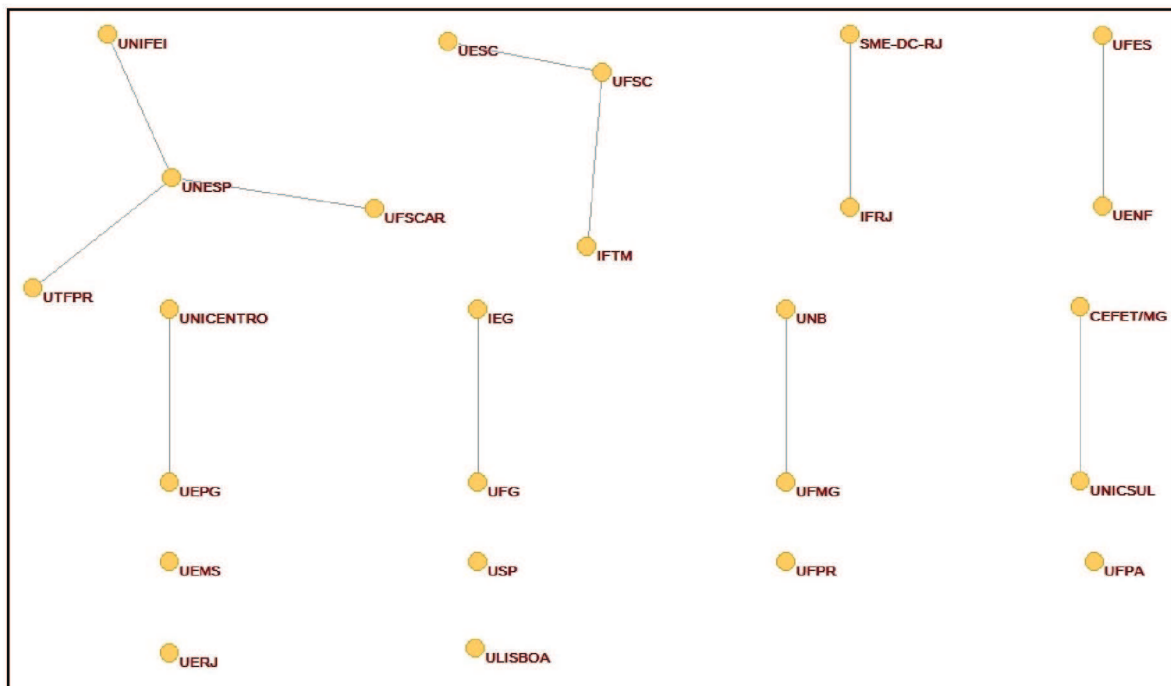 UNIFEI
UESC
SME-DC-RJ
UFES
UFSC
UNESP
UFSCAR
IFRJ
UENF
IFTM
UTFPR
UNICENTRO
IEG
UNB
CEFET/MG
UEPG
UFG
UFMG
UNICSUL
UEMS
USP
UFPR
UFPA
UERJ
ULISBOA